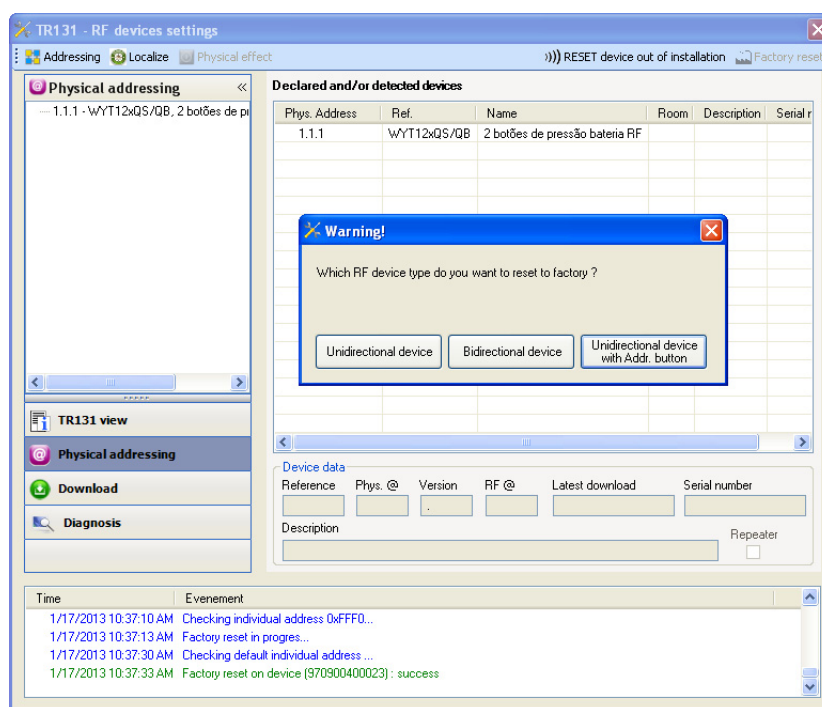 TR131 - RF devices settings
Addressing Localize Physical effect ))) RESET device out of installation Factory reset
Physical addressing «
1.1.1 - WYT12xQS/QB, 2 botões de pr
Declared and/or detected devices
Phys. Address Ref. Name Room Description Serial r
1.1.1 WYT12xQS/QB 2 botões de pressão bateria RF
Warning!
Which RF device type do you want to reset to factory ?
Unidirectional device Bidirectional device Unidirectional device
with Addr. button
TR131 view
Physical addressing
Download
Diagnosis
Device data
Reference Phys. @ Version RF @ Latest download Serial number
.
Description
Repeater
Time Evenement
1/17/2013 10:37:10 AM Checking individual address 0xFFF0...
1/17/2013 10:37:13 AM Factory reset in progres...
1/17/2013 10:37:30 AM Checking default individual address ...
1/17/2013 10:37:33 AM Factory reset on device (970900400023) : success